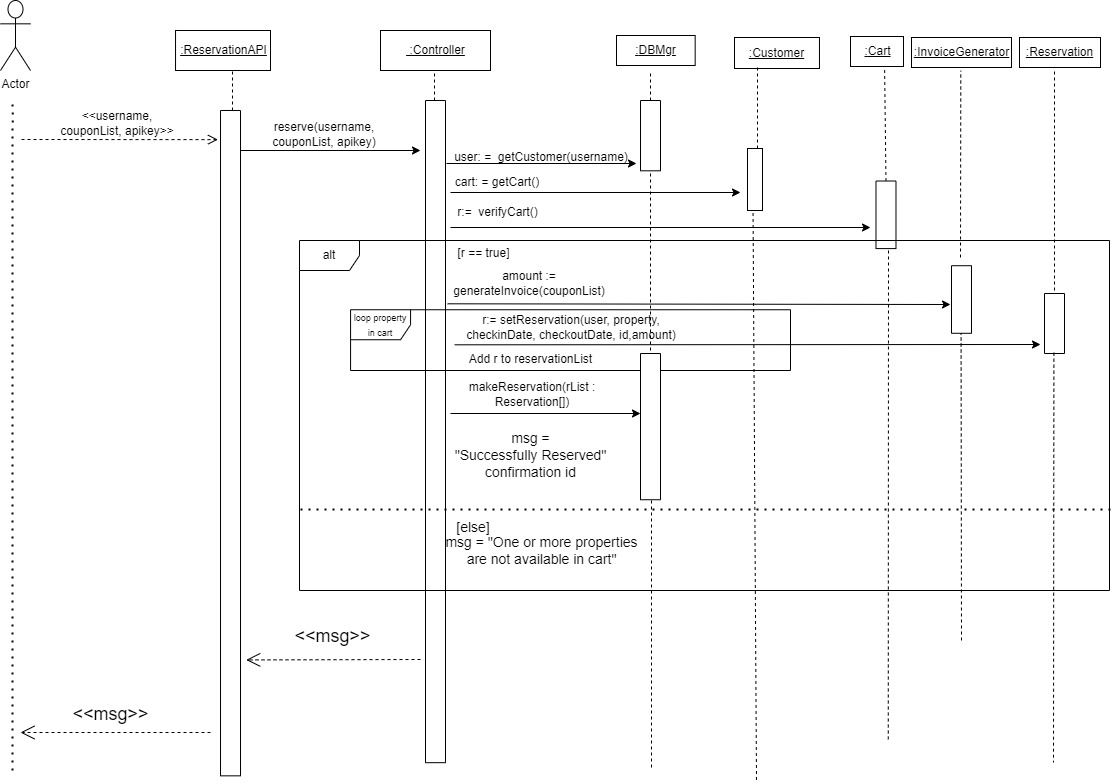 :ReservationAPI
:Controller
:DBMgr
:Customer
:Cart
:InvoiceGenerator
:Reservation
Actor
<<username,
couponList, apikey>>
reserve(username,
couponList, apikey)
user: = getCustomer(username)
cart: = getCart()
r:= verifyCart()
alt
[r == true]
amount :=
generateInvoice(couponList)
loop property
in cart
r:= setReservation(user, property,
checkinDate, checkoutDate, id,amount)
Add r to reservationList
makeReservation(rList :
Reservation[])
msg =
"Successfully Reserved"
confirmation id
[else]
msg = "One or more properties
are not available in cart"
<<msg>>
<<msg>>